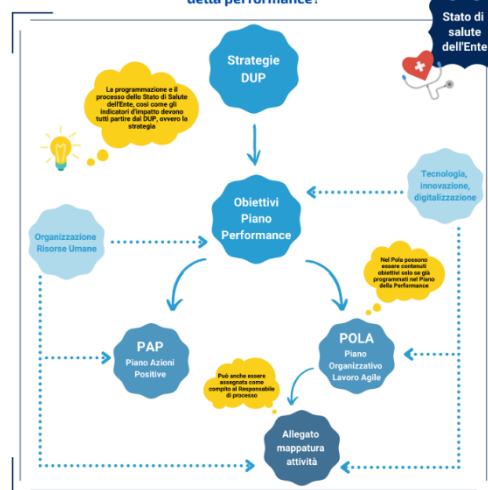 della performance?
Stato di
salute
dell'Ente
Strategie
DUP
La programmazione e il
processo dello Stato di Salute
dell'Ente, così come gli
indicatori d'impatto devono
tutti partire dal DUP, ovvero la
strategia
Tecnologia,
innovazione,
digitalizzazione
Obiettivi
Piano
Performance
Organizzazione
Risorse Umane
Nel Pola possono
essere contenuti
obiettivi solo se già
programmati nel Piano
della Performance
PAP
Piano Azioni
Positive
POLA
Piano
Organizzativo
Lavoro Agile
Può anche essere
assegnata come
compito al Responsabile
di processo
Allegato
mappatura
attività